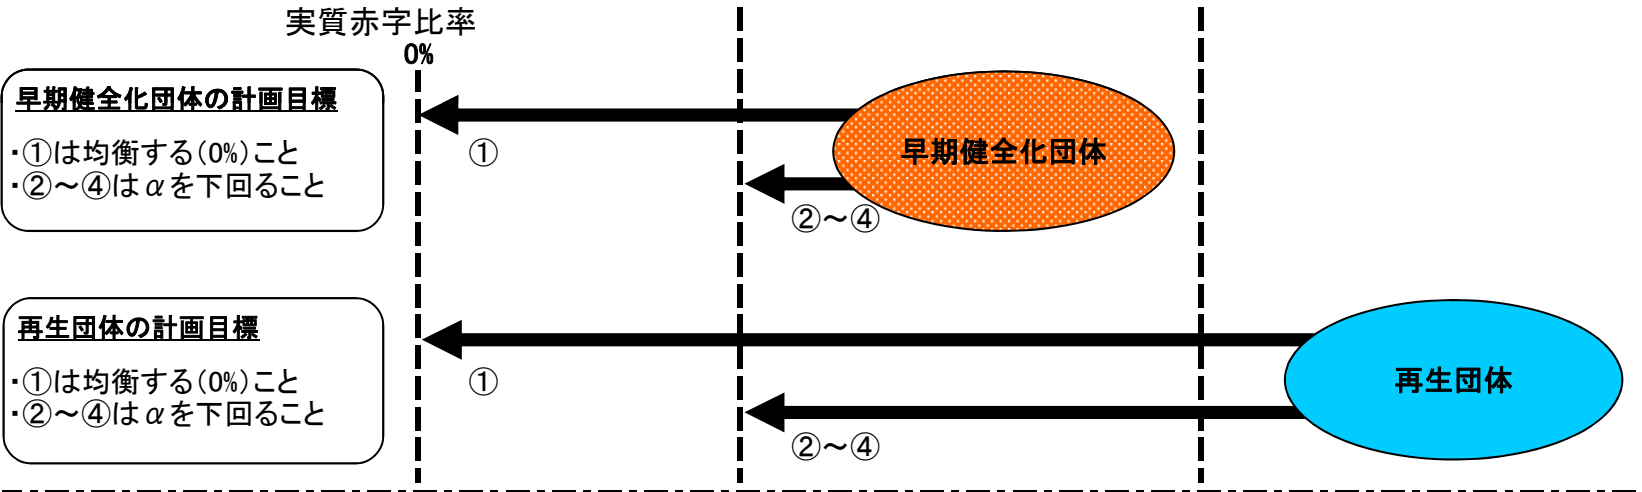 実質赤字比率
0%
早期健全化団体の計画目標
・①は均衡する（0%）こと
・②～④はαを下回ること
①
早期健全化団体
②～④
再生団体の計画目標
・①は均衡する（0%）こと
・②～④はαを下回ること
①
再生団体
②～④